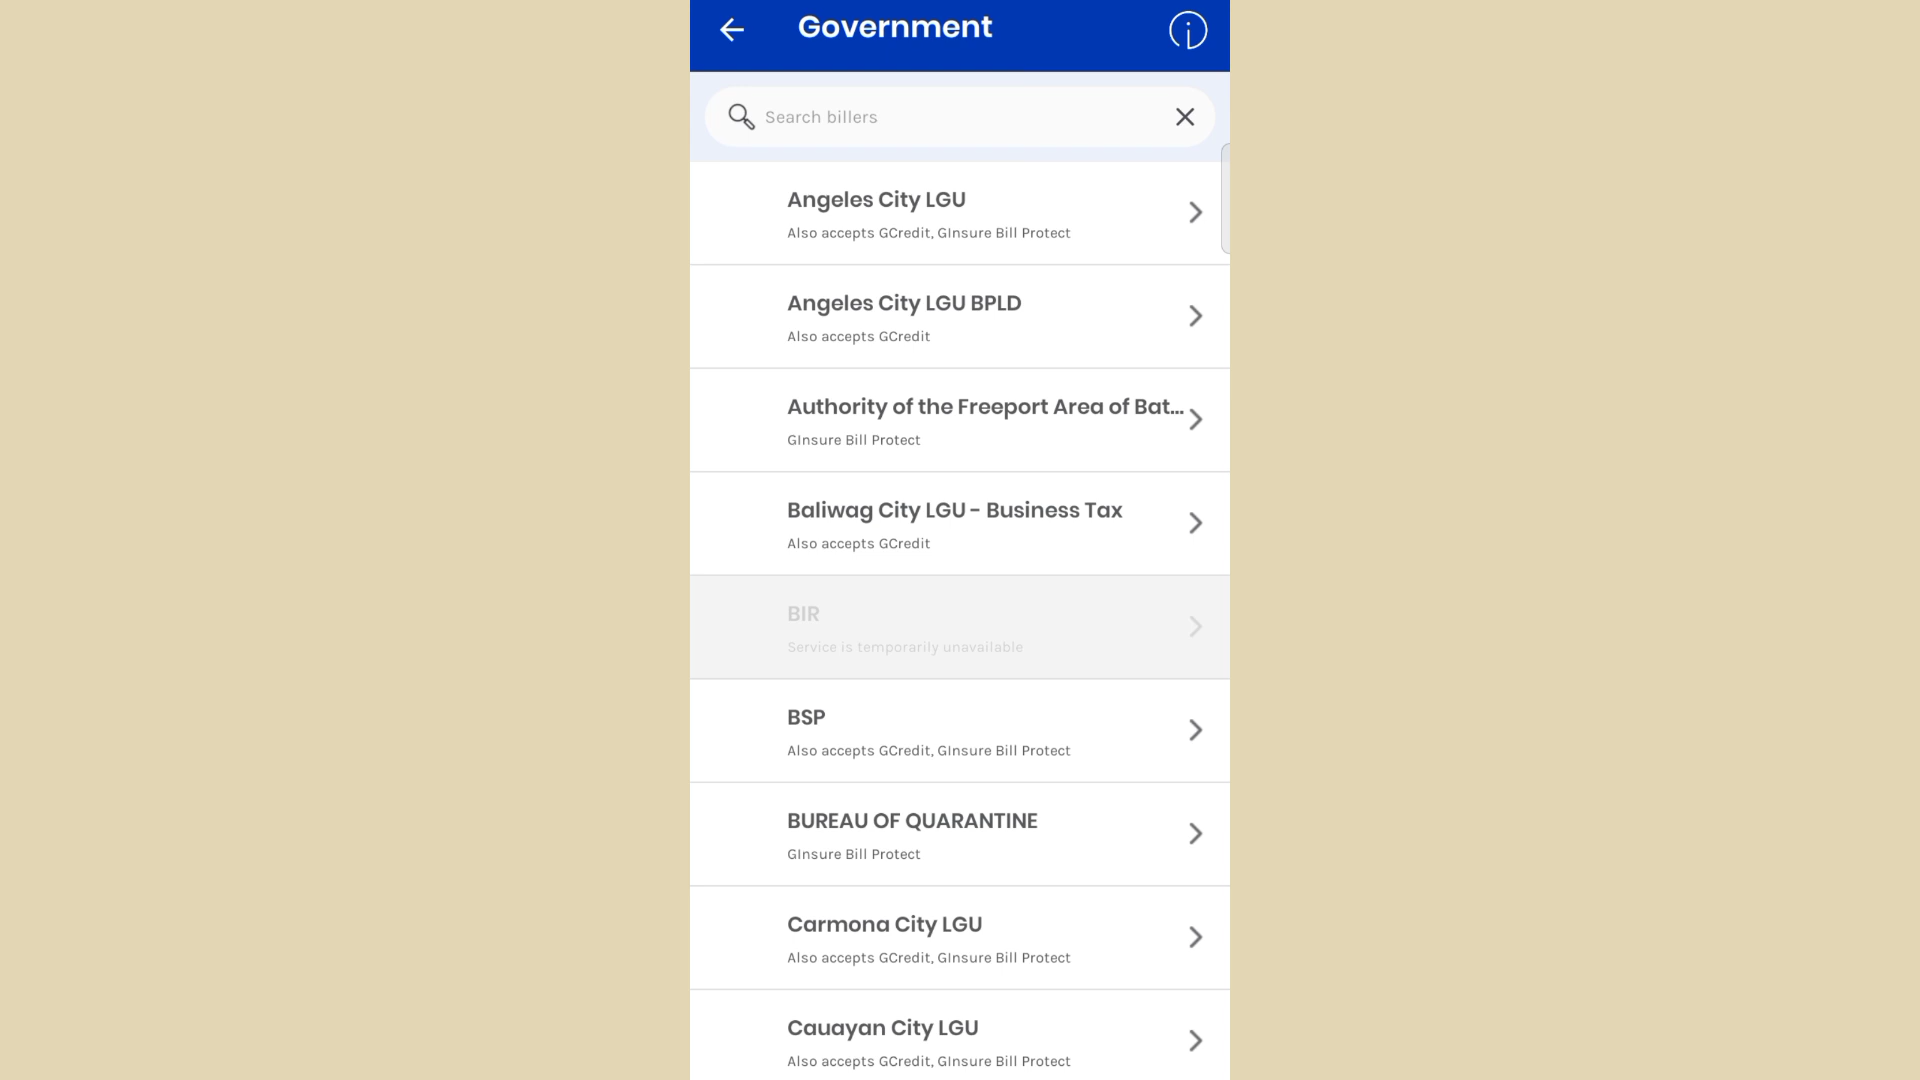 Government
Search billers
Angeles City LGU
Also accepts GCredit, GInsure Bill Protect
Angeles City LGU BPLD
Also accepts GCredit
Authority of the Freeport Area of Bat...
GInsure Bill Protect
Baliwag City LGU - Business Tax
Also accepts GCredit
BIR
Service is temporarily unavailable
BSP
Also accepts GCredit, GInsure Bill Protect
BUREAU OF QUARANTINE
GInsure Bill Protect
Carmona City LGU
Also accepts GCredit, GInsure Bill Protect
Cauayan City LGU
Also accepts GCredit, GInsure Bill Protect